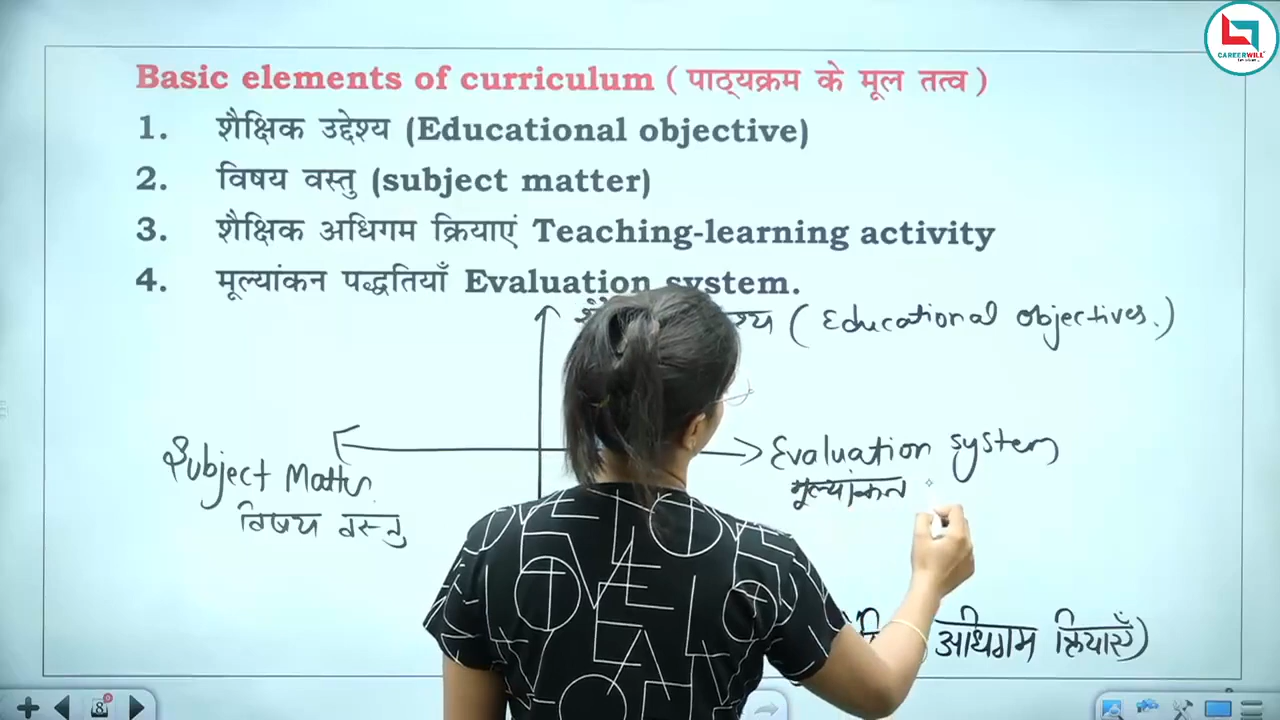 CAREERWILL
Basic elements of curriculum ( पाठ्यक्रम के मूल तत्व )
1. शैक्षिक उद्देश्य (Educational objective)
2. विषय वस्तु (subject matter)
3. शैक्षिक अधिगम क्रियाएं Teaching-learning activity
4. मूल्यांकन पद्धतियाँ Evaluation system.
( Educational objectives.)
Evaluation system
मूल्यांकन
Subject Matter
विषय वस्तु
अधिगम क्रियाएँ)
8